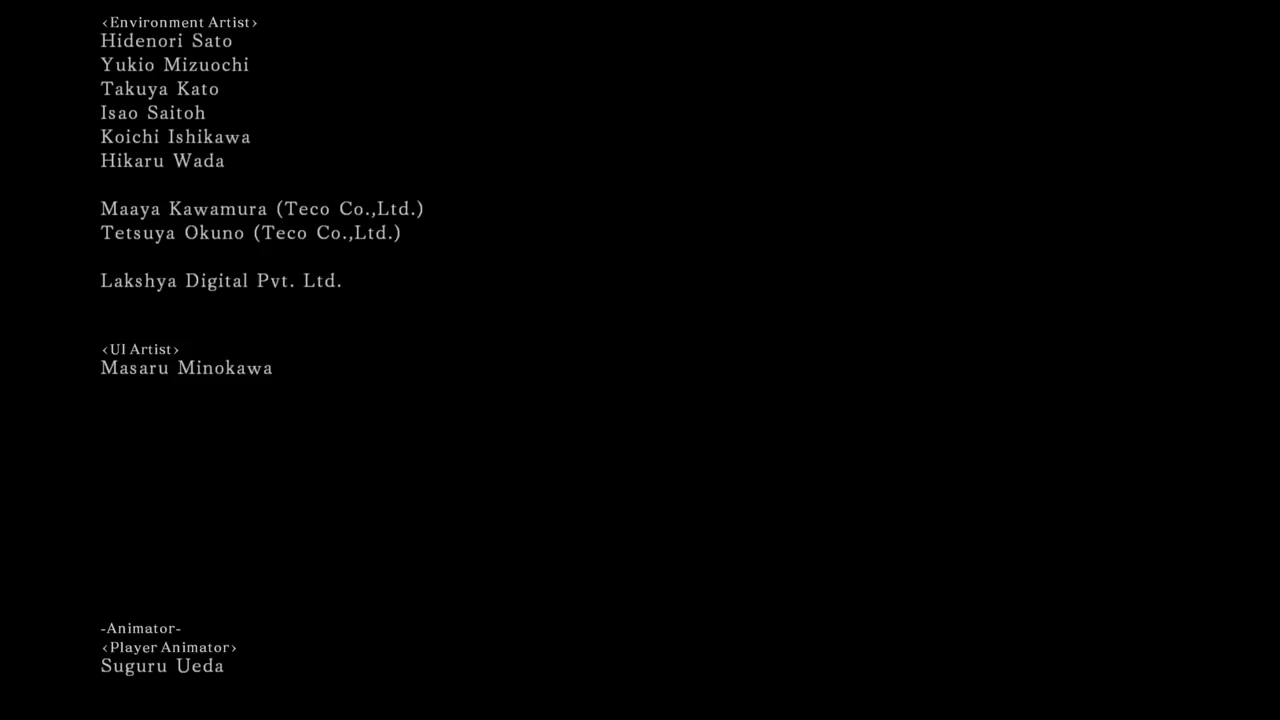 ‹Environment Artist›
Hidenori Sato
Yukio Mizuochi
Takuya Kato
Isao Saitoh
Koichi Ishikawa
Hikaru Wada
Maaya Kawamura (Teco Co.,Ltd.)
Tetsuya Okuno (Teco Co.,Ltd.)
Lakshya Digital Pvt. Ltd.
‹UI Artist›
Masaru Minokawa
-Animator-
‹Player Animator›
Suguru Ueda